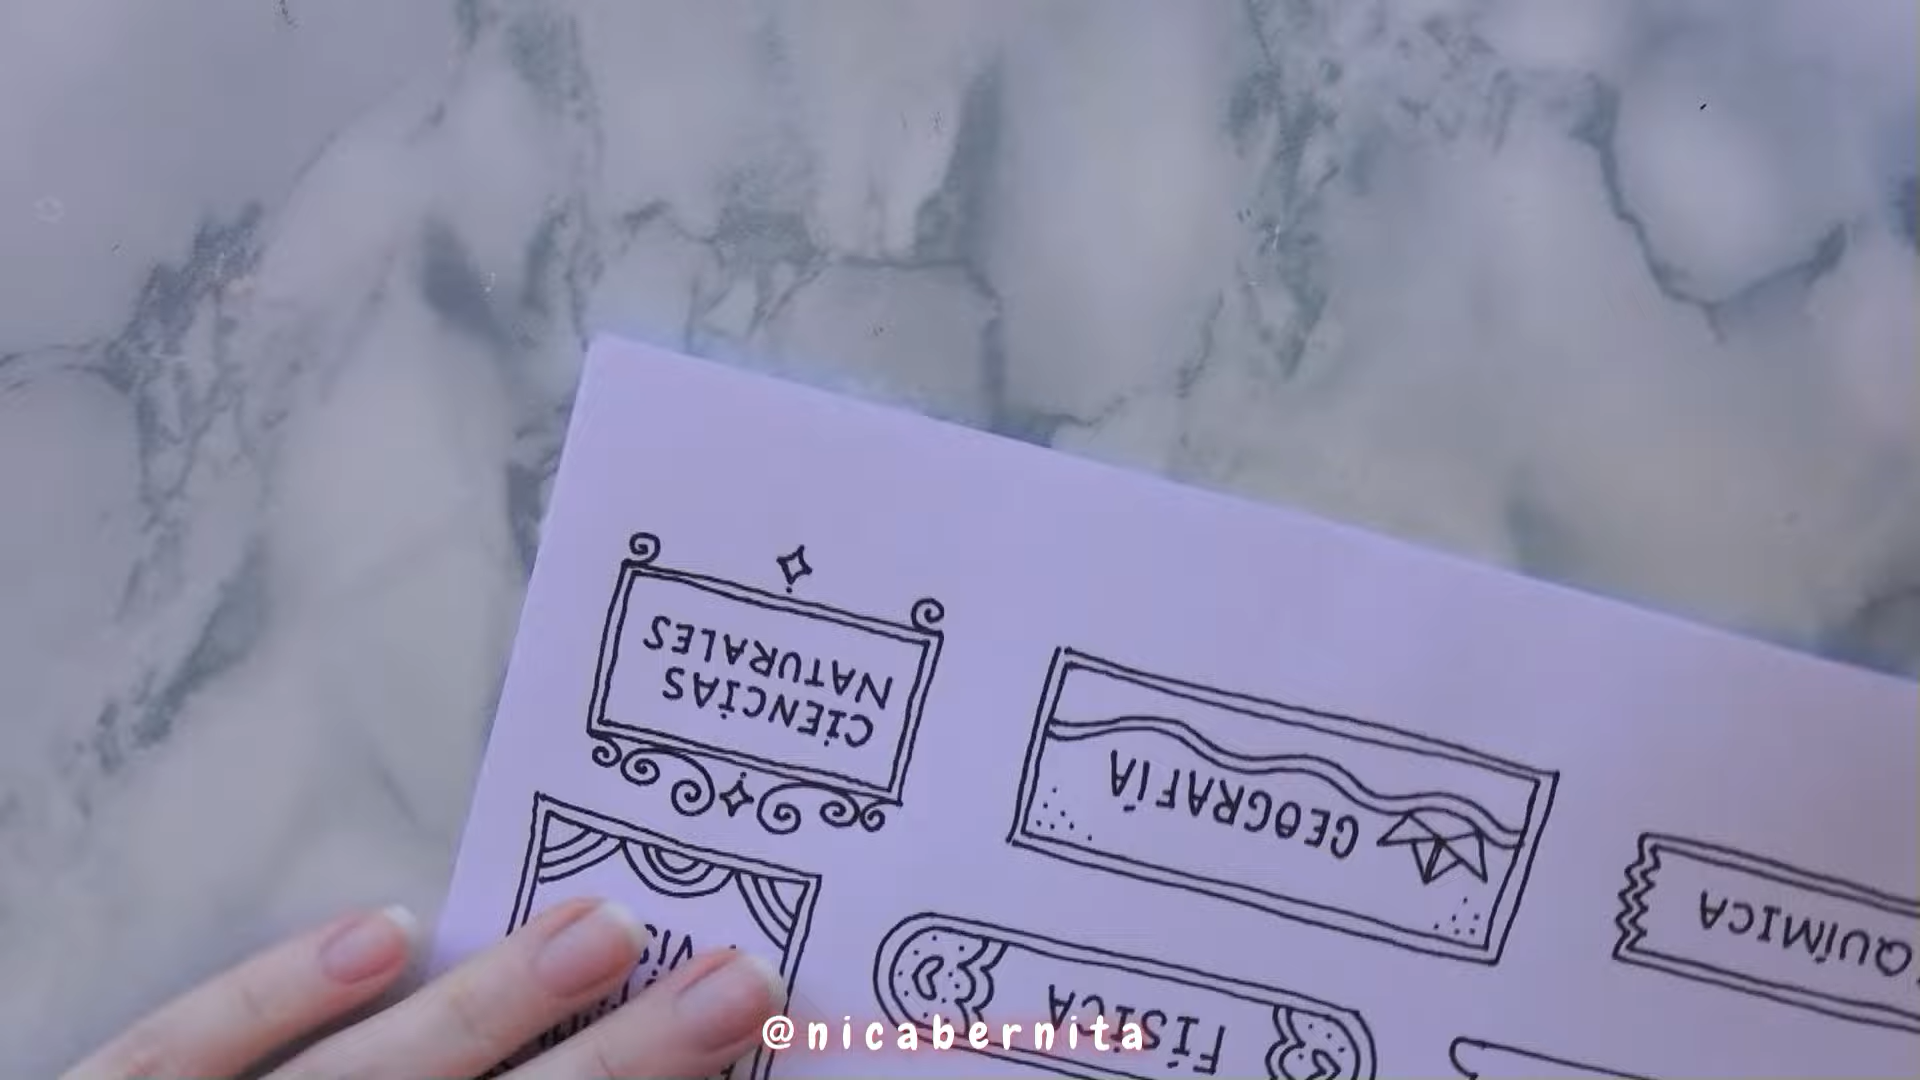 CIENCIAS
NATURALES
GEOGRAFÍA
QUÍMICA
FÍSICA
@nicabernita